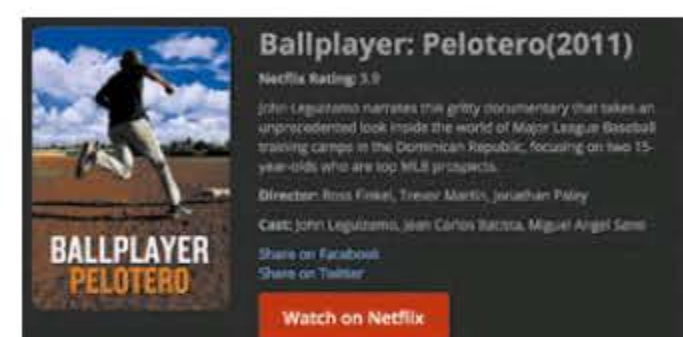 BALLPLAYER
PELOTERO
Ballplayer: Pelotero(2011)
Netflix Rating: 3.9
John Leguizamo narrates this gritty documentary that takes an
unprecedented look inside the world of Major League Baseball
training camps in the Dominican Republic, focusing on two 15-
year-olds who are top MLB prospects.
Director: Ross Finkel, Trevor Martin, Jonathan Paley
Cast: John Leguizamo, Jean Carlos Batista, Miguel Angel Sano
Share on Facebook
Share on Twitter
Watch on Netflix